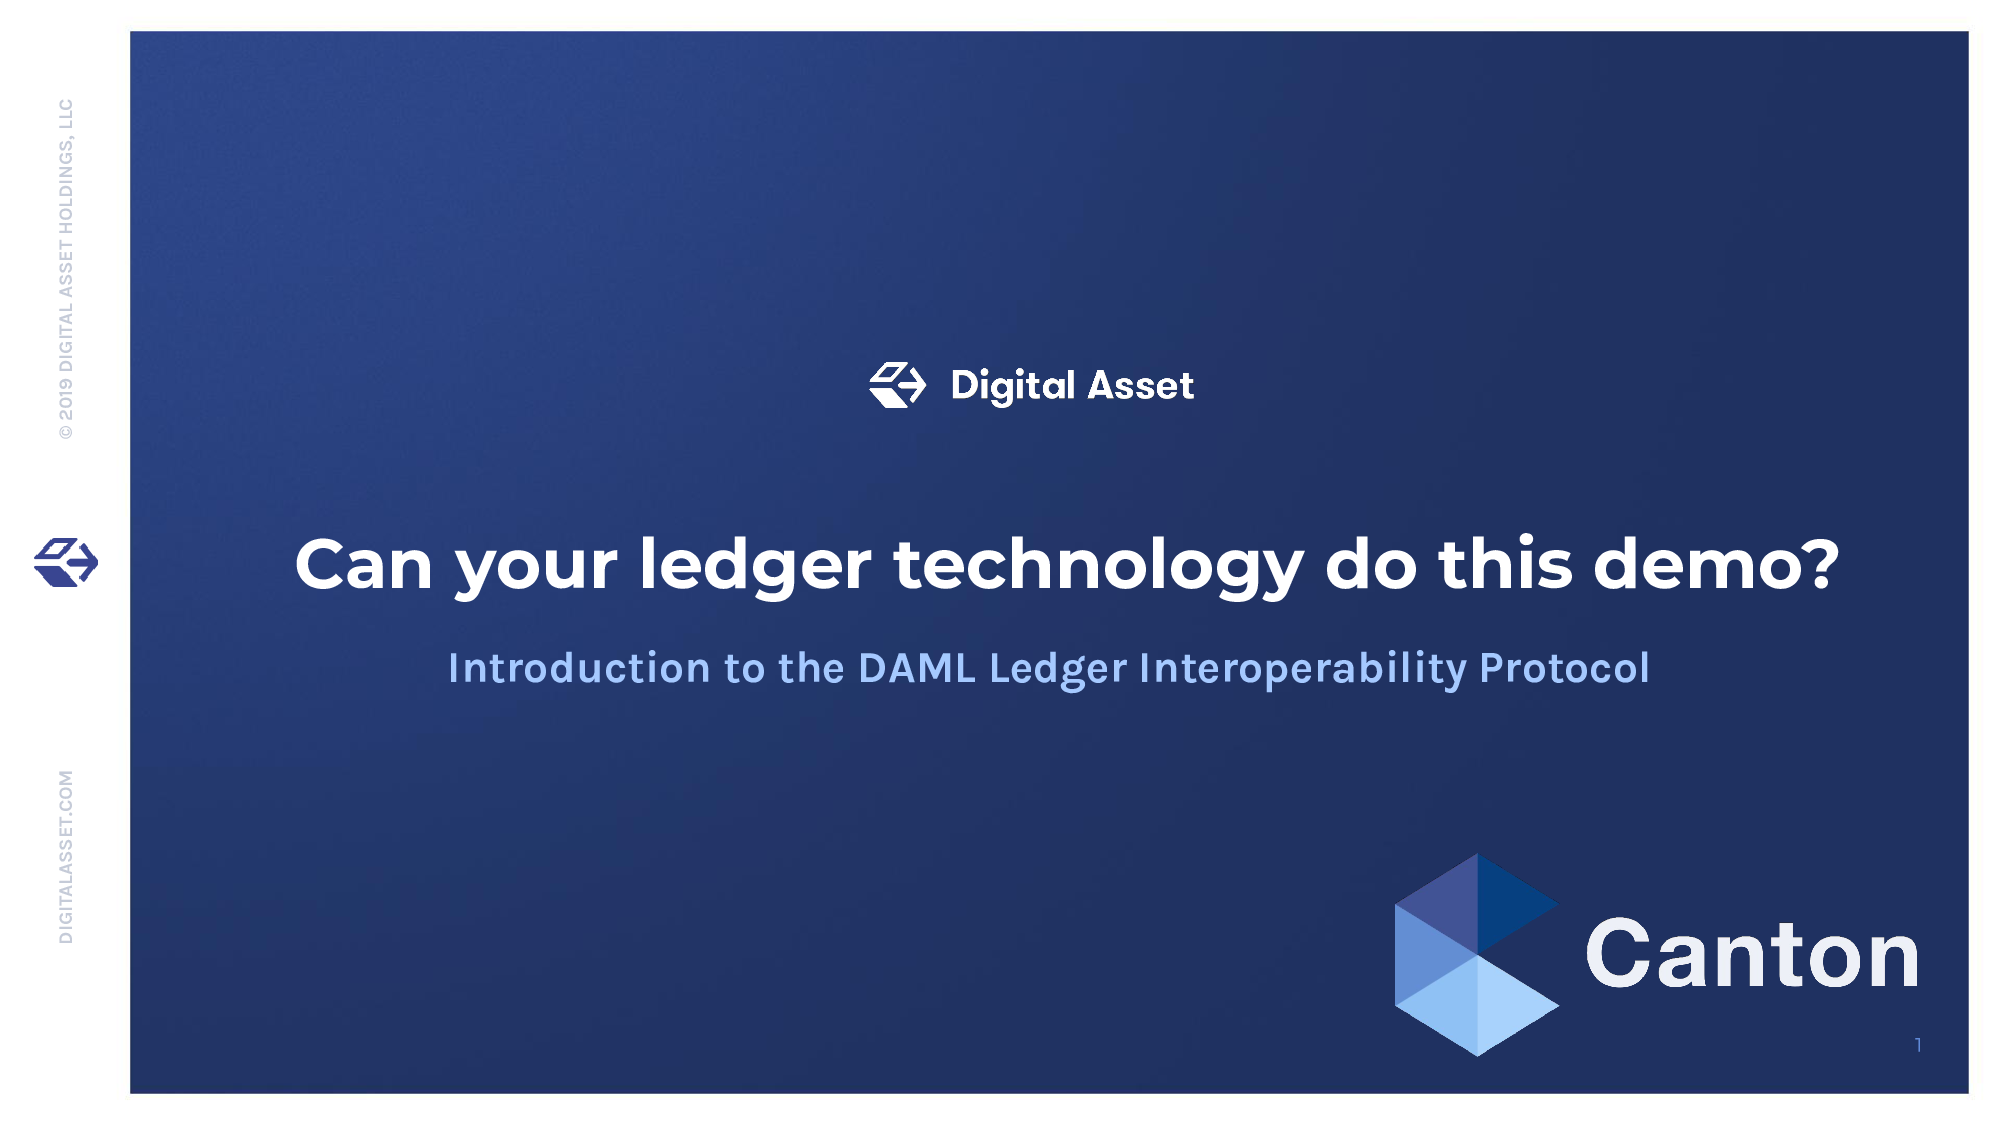 © 2019 DIGITAL ASSET HOLDINGS, LLC
DIGITALASSET.COM
Digital Asset
Can your ledger technology do this demo?
Introduction to the DAML Ledger Interoperability Protocol
Canton
1